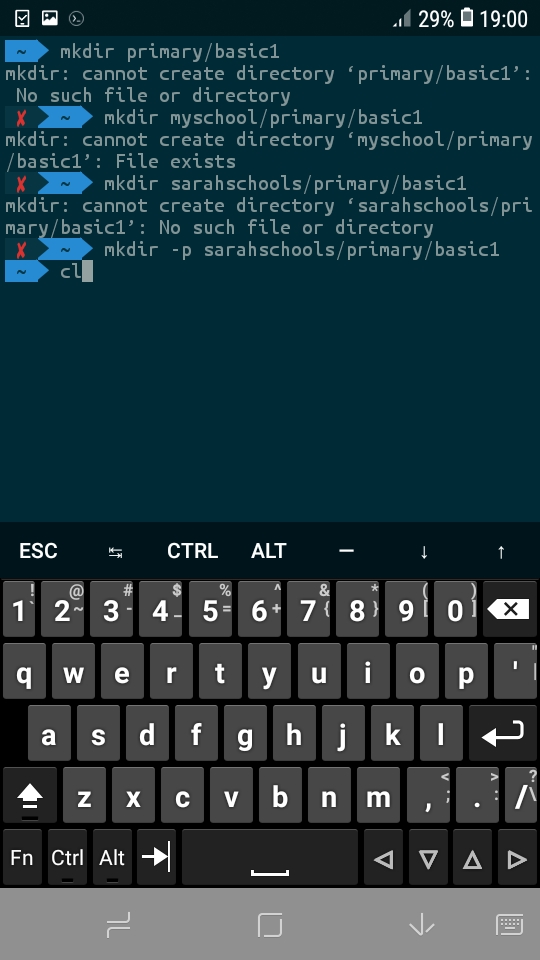 29% 19:00
~ mkdir primary/basic1
mkdir: cannot create directory ‘primary/basic1’:
No such file or directory
✗ ~ mkdir myschool/primary/basic1
mkdir: cannot create directory ‘myschool/primary
/basic1’: File exists
✗ ~ mkdir sarahschools/primary/basic1
mkdir: cannot create directory ‘sarahschools/pri
mary/basic1’: No such file or directory
✗ ~ mkdir -p sarahschools/primary/basic1
~ cl
ESC ↹ CTRL ALT — ↓ ↑
1 ! ` 2 @ ~ 3 # - 4 $ _ 5 % = 6 ^ + 7 & { 8 * } 9 ( [ 0 ) ]
q w e r t y u i o p ' " |
a s d f g h j k l
z x c v b n m , < ; . > : / ? \
Fn Ctrl Alt